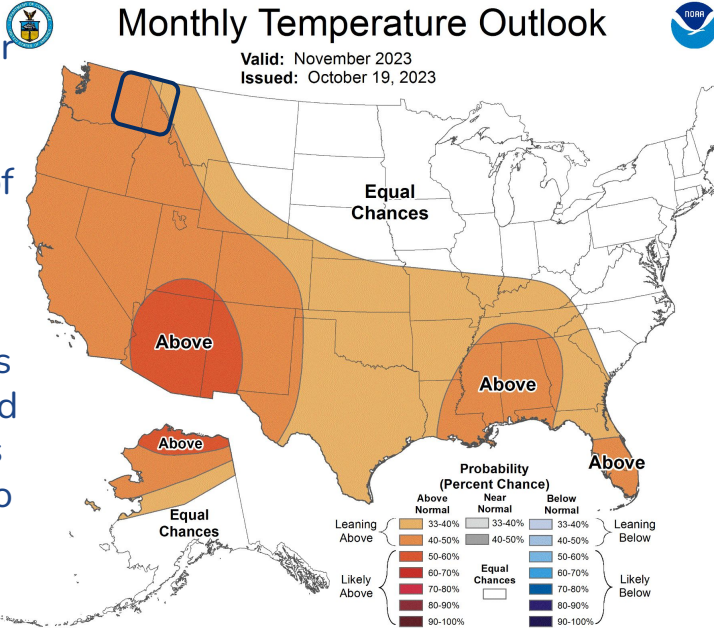 Monthly Temperature Outlook
NOAA
Valid: November 2023
Issued: October 19, 2023
r
of
s
d
s
o
Equal
Chances
Above
Above
Above
Above
Equal
Chances
Probability
(Percent Chance)
Above Normal
Near Normal
Below Normal
Leaning Above
33-40%
40-50%
33-40%
40-50%
33-40%
40-50%
Leaning Below
Likely Above
50-60%
60-70%
70-80%
80-90%
90-100%
Equal
Chances
50-60%
60-70%
70-80%
80-90%
90-100%
Likely Below